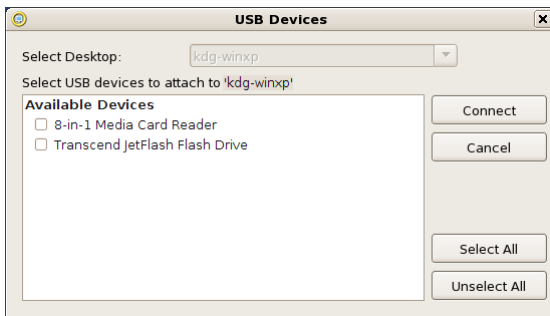 USB Devices
Select Desktop: kdg-winxp
Select USB devices to attach to 'kdg-winxp'
Available Devices
8-in-1 Media Card Reader
Transcend JetFlash Flash Drive
Connect
Cancel
Select All
Unselect All